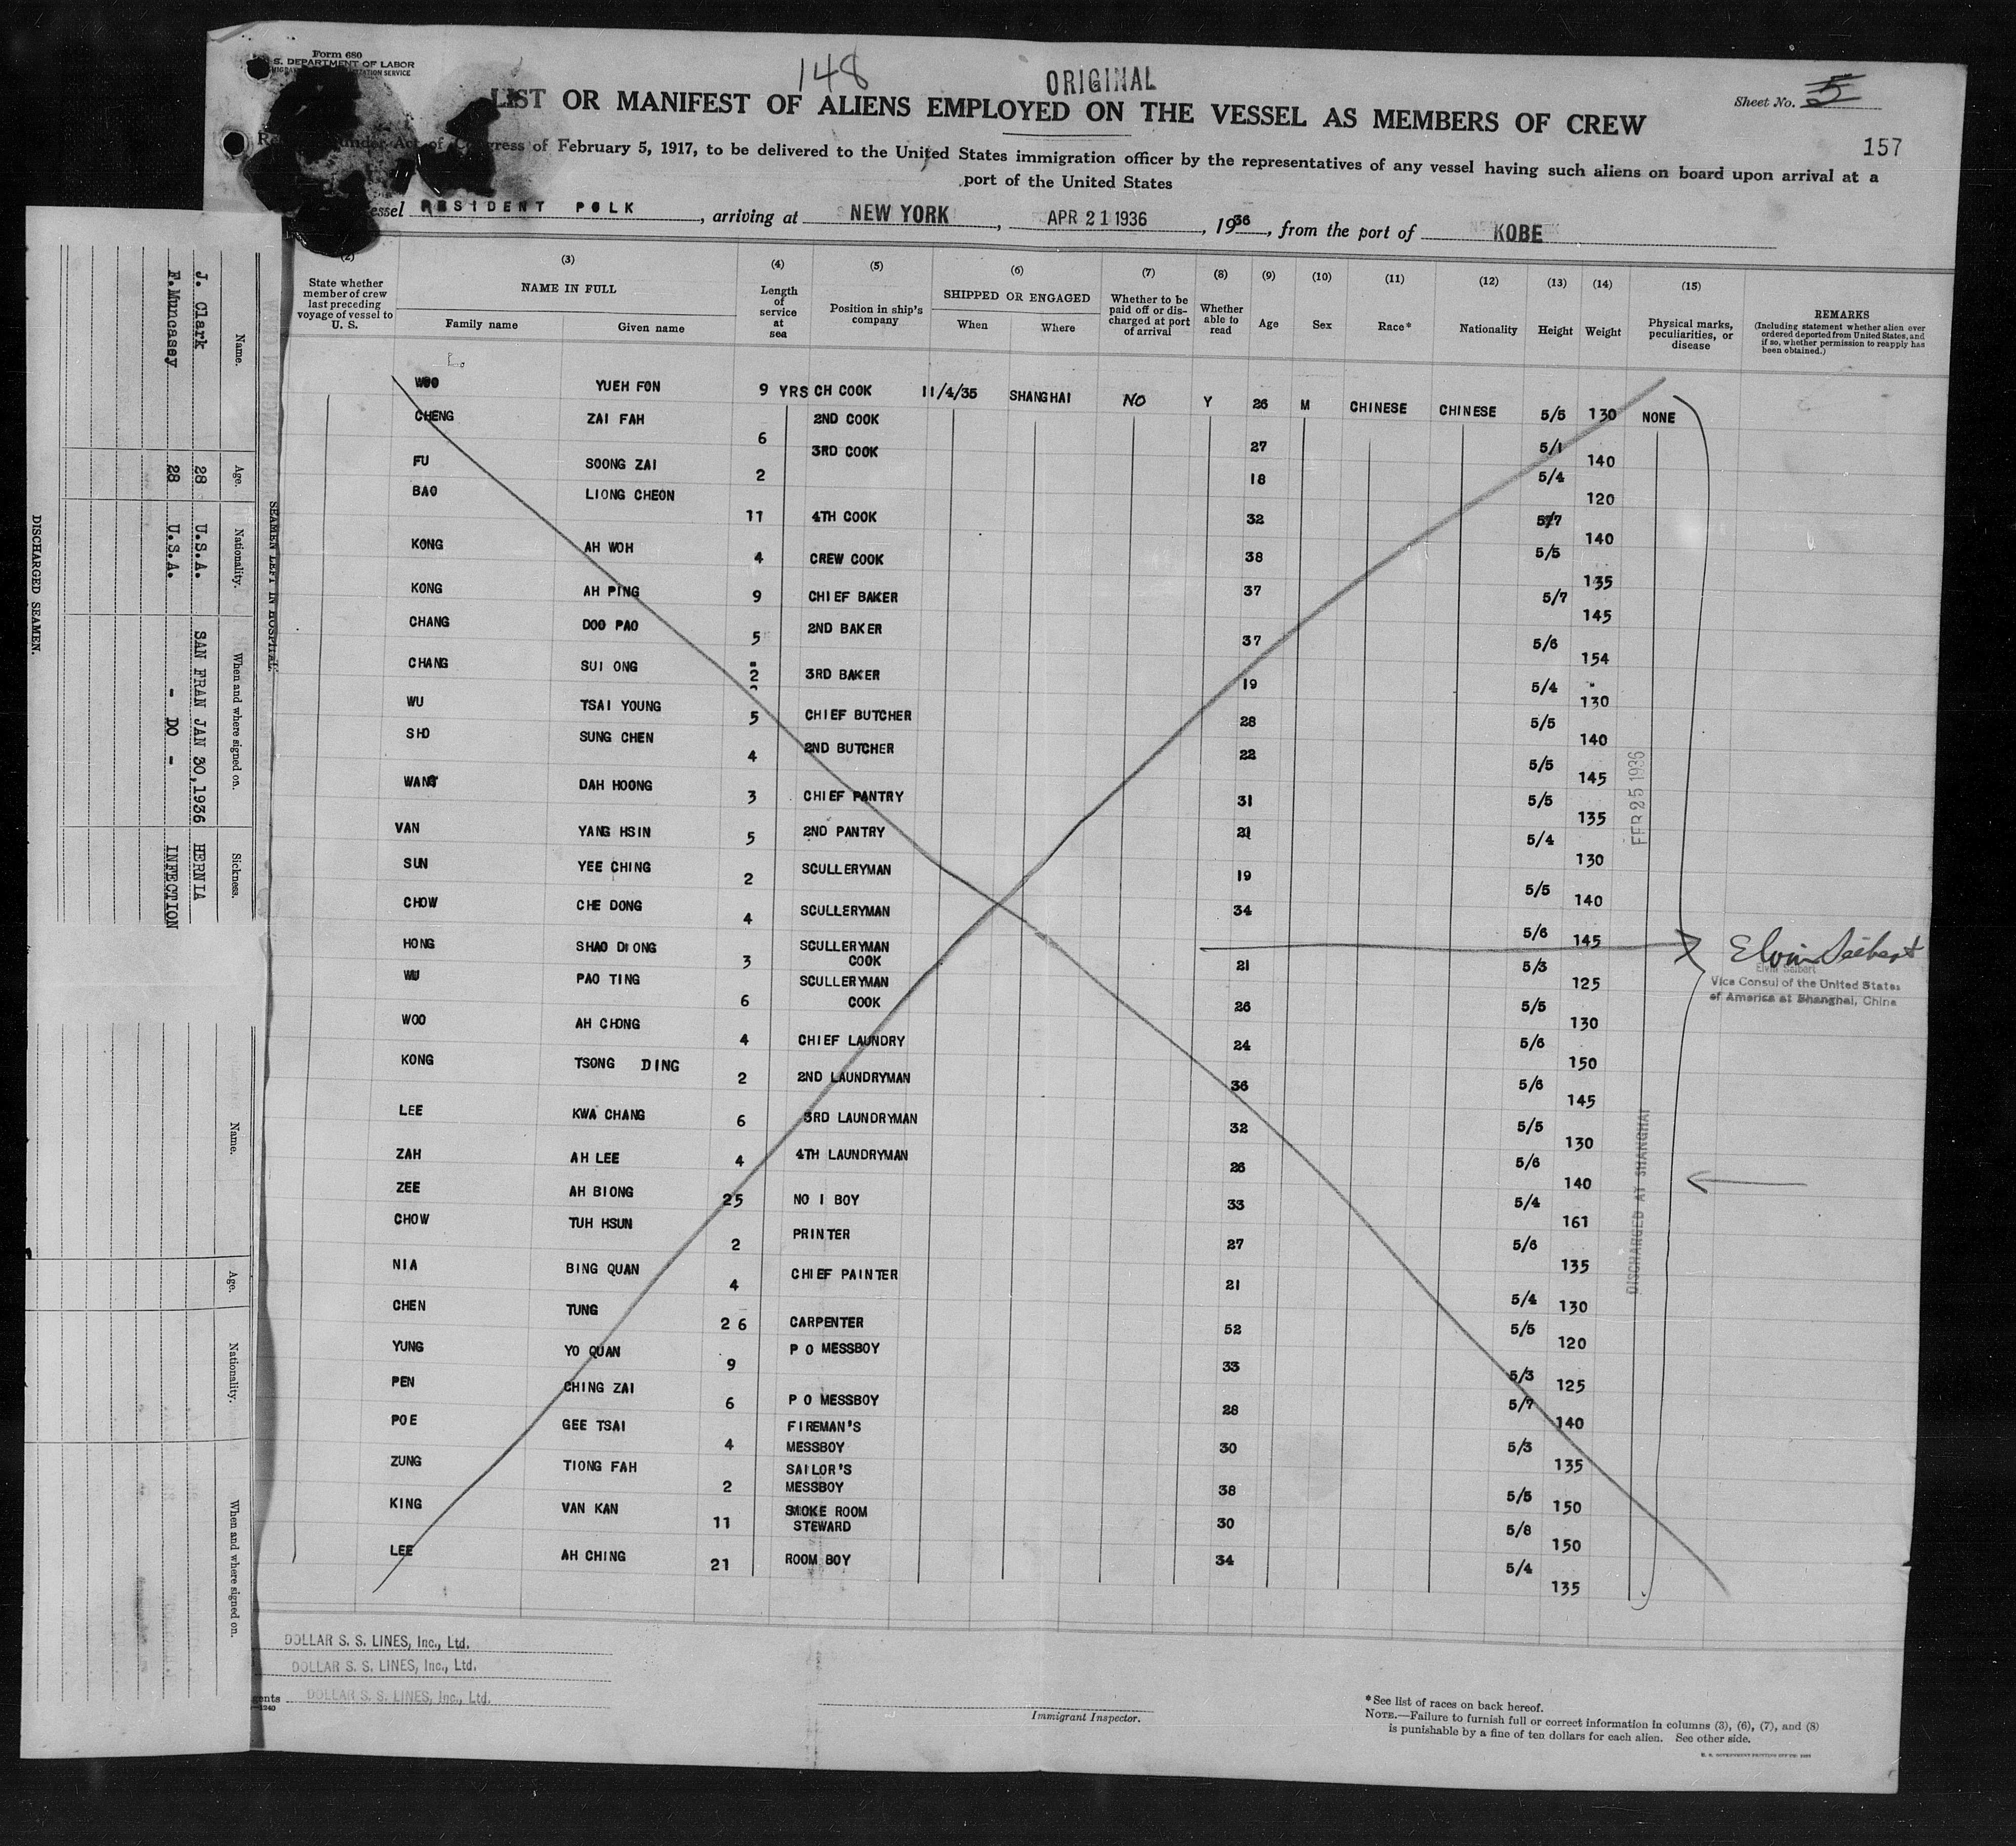 Form 680
S. DEPARTMENT OF LABOR
148
ORIGINAL
Sheet No. 5
LIST OR MANIFEST OF ALIENS EMPLOYED ON THE VESSEL AS MEMBERS OF CREW
157
under Act of Congress of February 5, 1917, to be delivered to the United States immigration officer by the representatives of any vessel having such aliens on board upon arrival at a
port of the United States
essel PRESIDENT POLK, arriving at NEW YORK, APR 21 1936, 1936, from the port of KOBE
(2) (3) (4) (5) (6) (7) (8) (9) (10) (11) (12) (13) (14) (15)
State whether member of crew last preceding voyage of vessel to U. S.
NAME IN FULL
Family name Given name
Length of service at sea
Position in ship's company
SHIPPED OR ENGAGED
When Where
Whether to be paid off or discharged at port of arrival
Whether able to read
Age Sex Race* Nationality Height Weight
Physical marks, peculiarities, or disease
REMARKS
(Including statement whether alien ever ordered deported from United States, and if so, whether permission to reapply has been obtained.)
WOO YUEH FON 9 YRS CH COOK 11/4/35 SHANGHAI NO Y 26 M CHINESE CHINESE 5/5 130 NONE
CHENG ZAI FAH 6 2ND COOK 27 5/1 140
FU SOONG ZAI 2 3RD COOK 18 5/4 120
BAO LIONG CHEON 11 4TH COOK 32 5/7 140
KONG AH WOH 4 CREW COOK 38 5/5 135
KONG AH PING 9 CHIEF BAKER 37 5/7 145
CHANG DOO PAO 5 2ND BAKER 37 5/6 154
CHANG SUI ONG 2 3RD BAKER 19 5/4 130
WU TSAI YOUNG 5 CHIEF BUTCHER 28 5/5 140
SHO SUNG CHEN 4 2ND BUTCHER 22 5/5 145
WANG DAH HOONG 3 CHIEF PANTRY 31 5/5 135
VAN YANG HSIN 5 2ND PANTRY 21 5/4 130
SUN YEE CHING 2 SCULLERYMAN 19 5/5 140
CHOW CHE DONG 4 SCULLERYMAN 34 5/6 145
HONG SHAO DIONG 3 SCULLERYMAN COOK 21 5/3 125
WU PAO TING 6 SCULLERYMAN COOK 26 5/5 130
WOO AH CHONG 4 CHIEF LAUNDRY 24 5/6 150
KONG TSONG DING 2 2ND LAUNDRYMAN 36 5/6 145
LEE KWA CHANG 6 3RD LAUNDRYMAN 32 5/5 130
ZAH AH LEE 4 4TH LAUNDRYMAN 26 5/6 140
ZEE AH BIONG 25 NO 1 BOY 33 5/4 161
CHOW TUH HSUN 2 PRINTER 27 5/6 135
NIA BING QUAN 4 CHIEF PAINTER 21 5/4 130
CHEN TUNG 26 CARPENTER 52 5/5 120
YUNG YO QUAN 9 P O MESSBOY 33 5/3 125
PEN CHING ZAI 6 P O MESSBOY 28 5/7 140
POE GEE TSAI 4 FIREMAN'S MESSBOY 30 5/3 135
ZUNG TIONG FAH 2 SAILOR'S MESSBOY 38 5/5 150
KING VAN KAN 11 SMOKE ROOM STEWARD 30 5/8 150
LEE AH CHING 21 ROOM BOY 34 5/4 135
FEB 25 1936
DISCHARGED AT SHANGHAI
Elvin Seibert
Elvin Seibert
Vice Consul of the United States
of America at Shanghai, China
DOLLAR S. S. LINES, Inc., Ltd.
DOLLAR S. S. LINES, Inc., Ltd.
gents DOLLAR S. S. LINES, Inc., Ltd.
Immigrant Inspector.
*See list of races on back hereof.
NOTE.—Failure to furnish full or correct information in columns (3), (6), (7), and (8)
is punishable by a fine of ten dollars for each alien. See other side.
SEAMEN LEFT IN HOSPITAL.
Name. Age. Nationality. When and where signed on. Sickness.
J. Clark 28 U.S.A. SAN FRAN JAN 30,1936 HERNIA
F.Muncasey 28 U.S.A. - DO - INFECTION
DISCHARGED SEAMEN.
Name. Age. Nationality. When and where signed on.